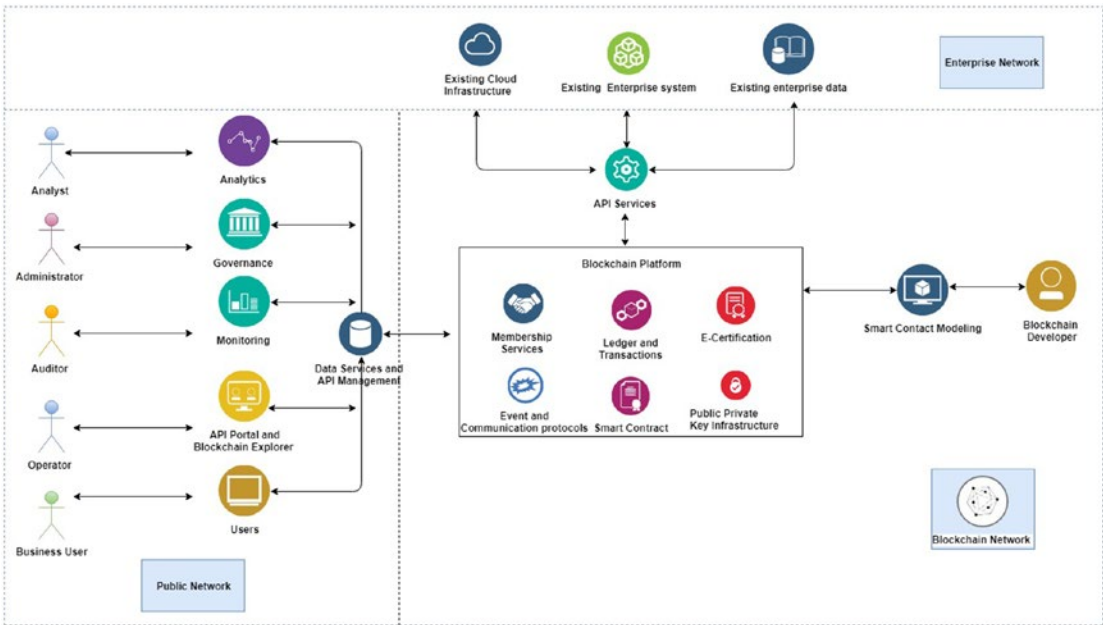 Existing Cloud
Infrastructure
Existing Enterprise system
Existing enterprise data
Enterprise Network
Analyst
Analytics
API Services
Administrator
Governance
Blockchain Platform
Membership
Services
Ledger and
Transactions
E-Certification
Smart Contact Modeling
Blockchain
Developer
Auditor
Monitoring
Data Services and
API Management
Event and
Communication protocols
Smart Contract
Public Private
Key Infrastructure
Operator
API Portal and
Blockchain Explorer
Business User
Users
Blockchain Network
Public Network